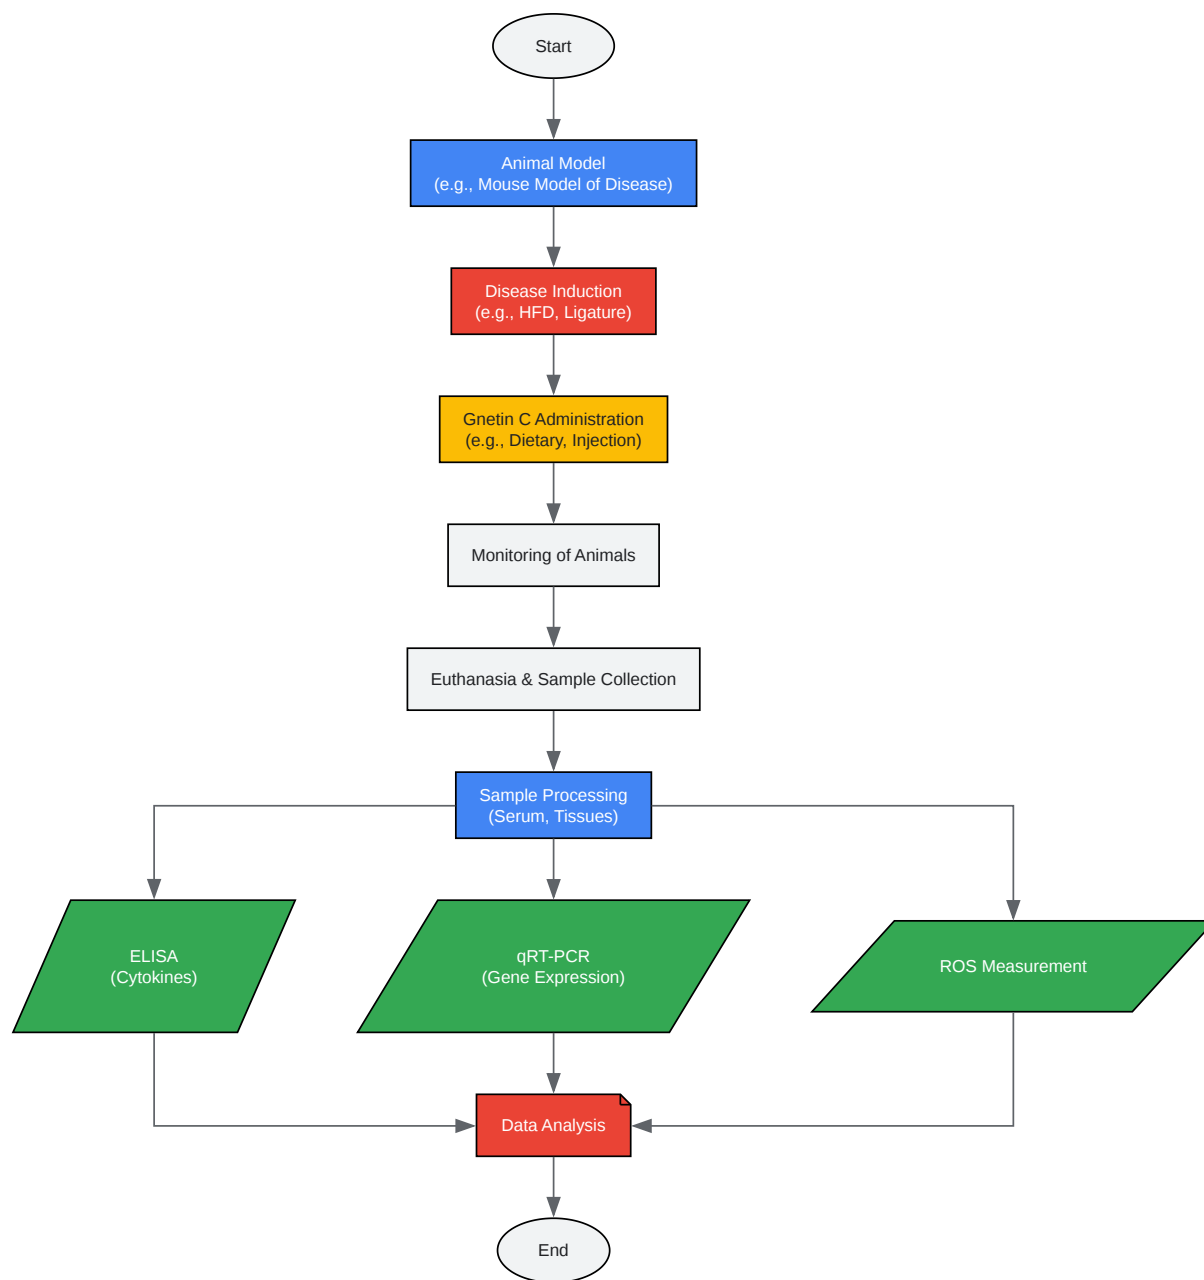 Start
Animal Model
(e.g., Mouse Model of Disease)
Disease Induction
(e.g., HFD, Ligature)
Gnetin C Administration
(e.g., Dietary, Injection)
Monitoring of Animals
Euthanasia & Sample Collection
Sample Processing
(Serum, Tissues)
ELISA
(Cytokines)
qRT-PCR
(Gene Expression)
ROS Measurement
Data Analysis
End